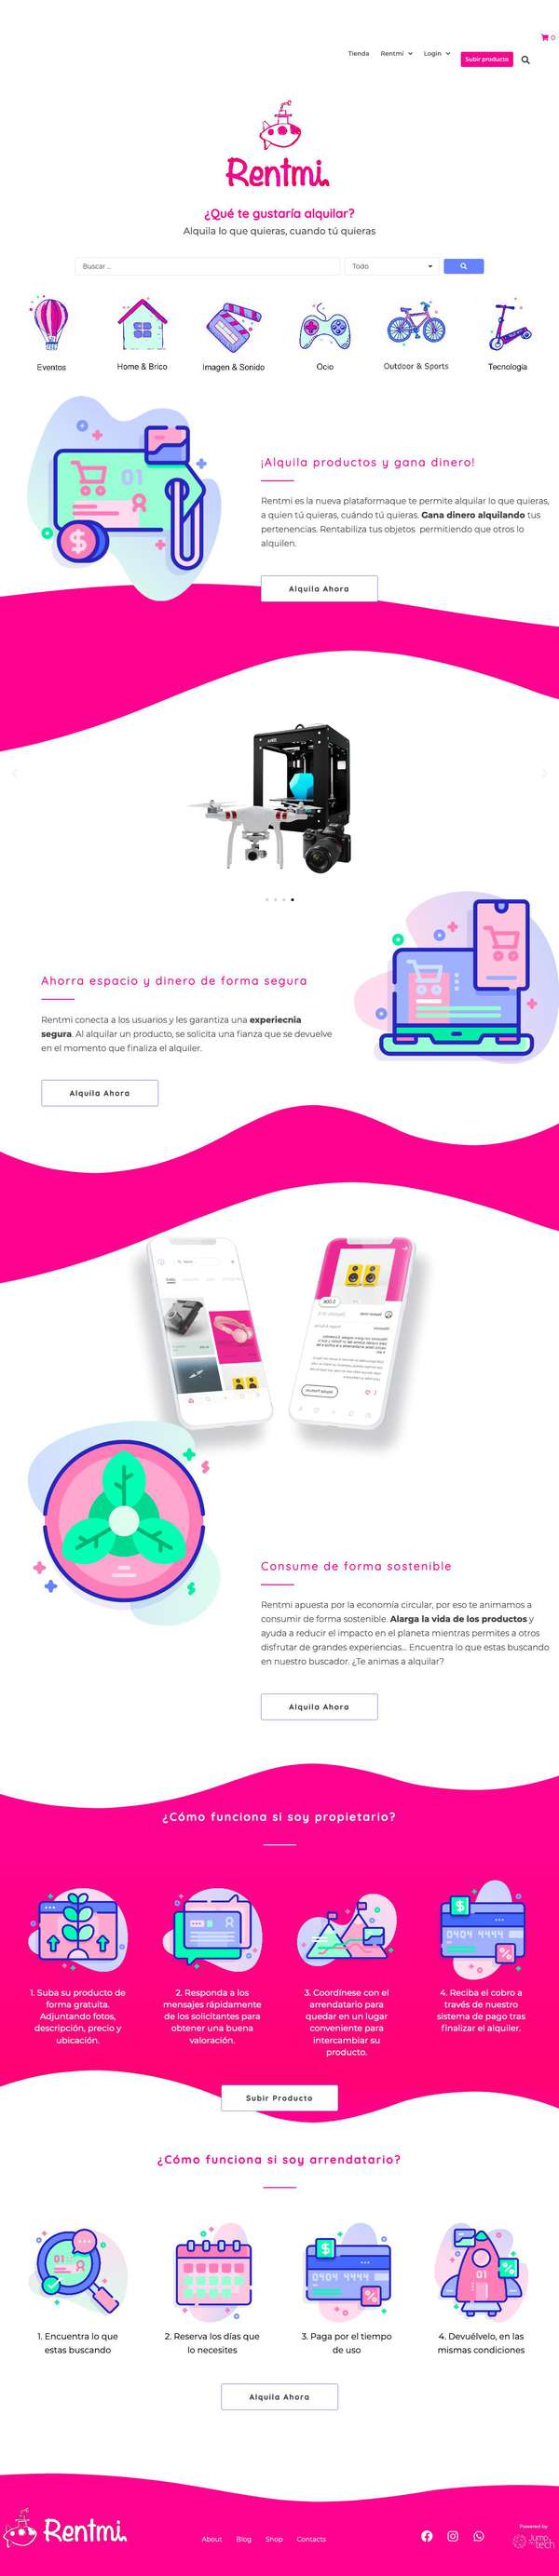 0
Tienda Rentmi Login Subir producto
Rentmi
¿Qué te gustaría alquilar?
Alquila lo que quieras, cuando tú quieras
Buscar ... Todo
Eventos Home & Brico Imagen & Sonido Ocio Outdoor & Sports Tecnología
01
$
¡Alquila productos y gana dinero!
Rentmi es la nueva plataformaque te permite alquilar lo que quieras,
a quien tú quieras, cuándo tú quieras. Gana dinero alquilando tus
pertenencias. Rentabiliza tus objetos permitiendo que otros lo
alquilen.
Alquila Ahora
Ahorra espacio y dinero de forma segura
Rentmi conecta a los usuarios y les garantiza una experiecnia
segura. Al alquilar un producto, se solicita una fianza que se devuelve
en el momento que finaliza el alquiler.
Alquila Ahora
Consume de forma sostenible
Rentmi apuesta por la economía circular, por eso te animamos a
consumir de forma sostenible. Alarga la vida de los productos y
ayuda a reducir el impacto en el planeta mientras permites a otros
disfrutar de grandes experiencias... Encuentra lo que estas buscando
en nuestro buscador. ¿Te animas a alquilar?
Alquila Ahora
¿Cómo funciona si soy propietario?
$
0404 4444
%
1. Suba su producto de
forma gratuita.
Adjuntando fotos,
descripción, precio y
ubicación.
2. Responda a los
mensajes rápidamente
de los solicitantes para
obtener una buena
valoración.
3. Coordínese con el
arrendatario para
quedar en un lugar
conveniente para
intercambiar su
producto.
4. Reciba el cobro a
través de nuestro
sistema de pago tras
finalizar el alquiler.
Subir Producto
¿Cómo funciona si soy arrendatario?
01
$
0404 4444
%
01
%
1. Encuentra lo que
estas buscando
2. Reserva los días que
lo necesites
3. Paga por el tiempo
de uso
4. Devuélvelo, en las
mismas condiciones
Alquila Ahora
Rentmi
About Blog Shop Contacts
Powered by
Jump
tech